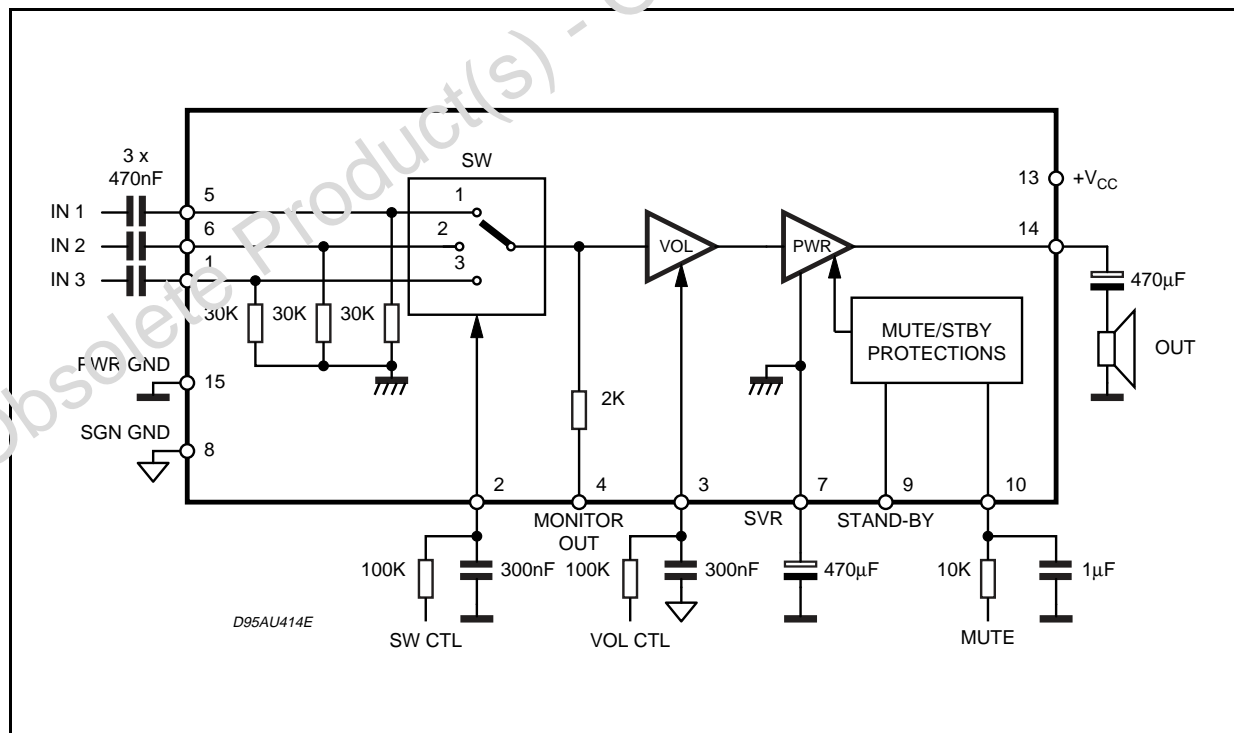 Obsolete Product(s) -
3 x
470nF
SW
IN 1
5
1
IN 2
6
2
IN 3
1
3
30K
30K
30K
VOL
PWR
13
+VCC
14
470µF
OUT
MUTE/STBY
PROTECTIONS
PWR GND
15
SGN GND
8
2K
2
4
3
7
9
10
MONITOR
OUT
SVR
STAND-BY
100K
300nF
100K
300nF
470µF
10K
1µF
D95AU414E
SW CTL
VOL CTL
MUTE